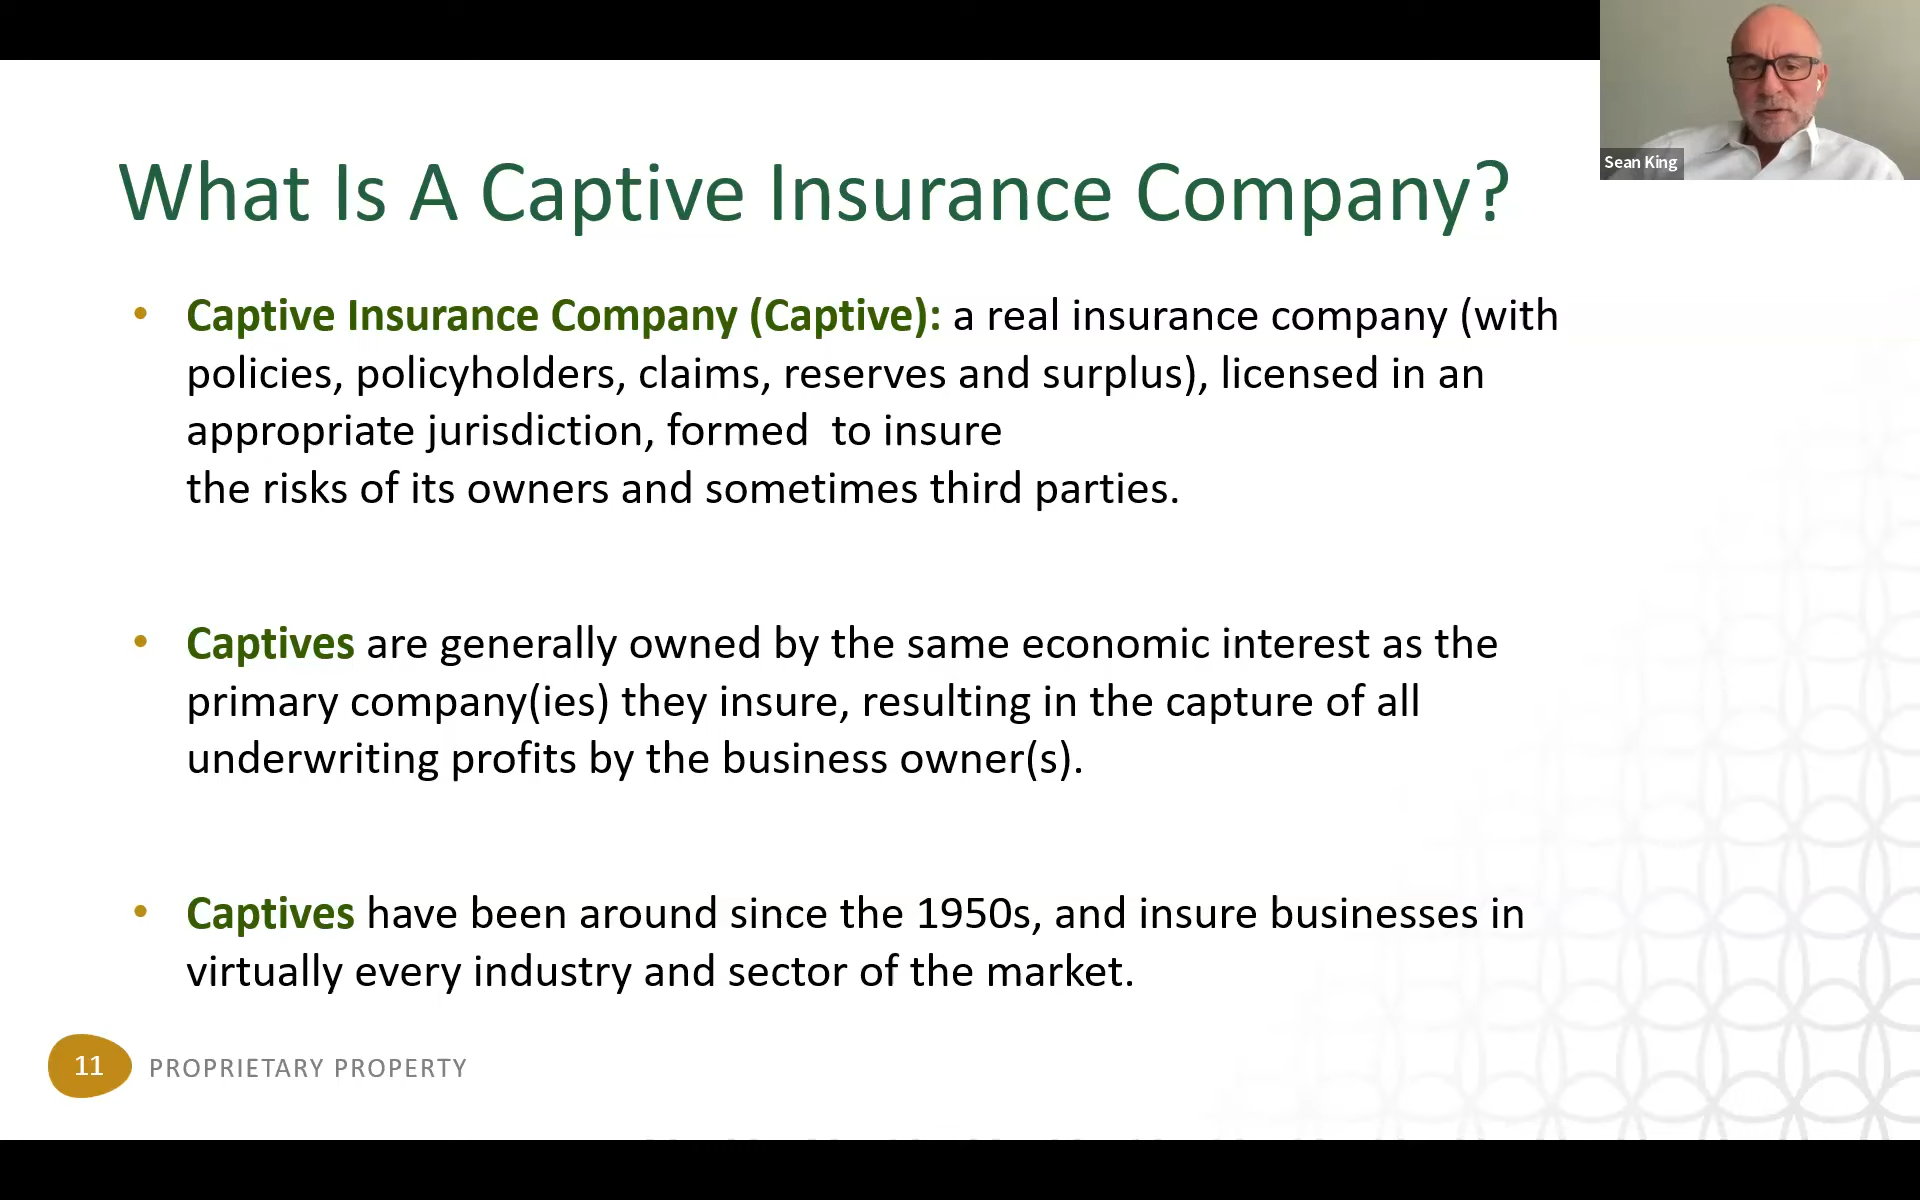 Sean King
What Is A Captive Insurance Company?
• Captive Insurance Company (Captive): a real insurance company (with
policies, policyholders, claims, reserves and surplus), licensed in an
appropriate jurisdiction, formed  to insure
the risks of its owners and sometimes third parties.
• Captives are generally owned by the same economic interest as the
primary company(ies) they insure, resulting in the capture of all
underwriting profits by the business owner(s).
• Captives have been around since the 1950s, and insure businesses in
virtually every industry and sector of the market.
11 PROPRIETARY PROPERTY